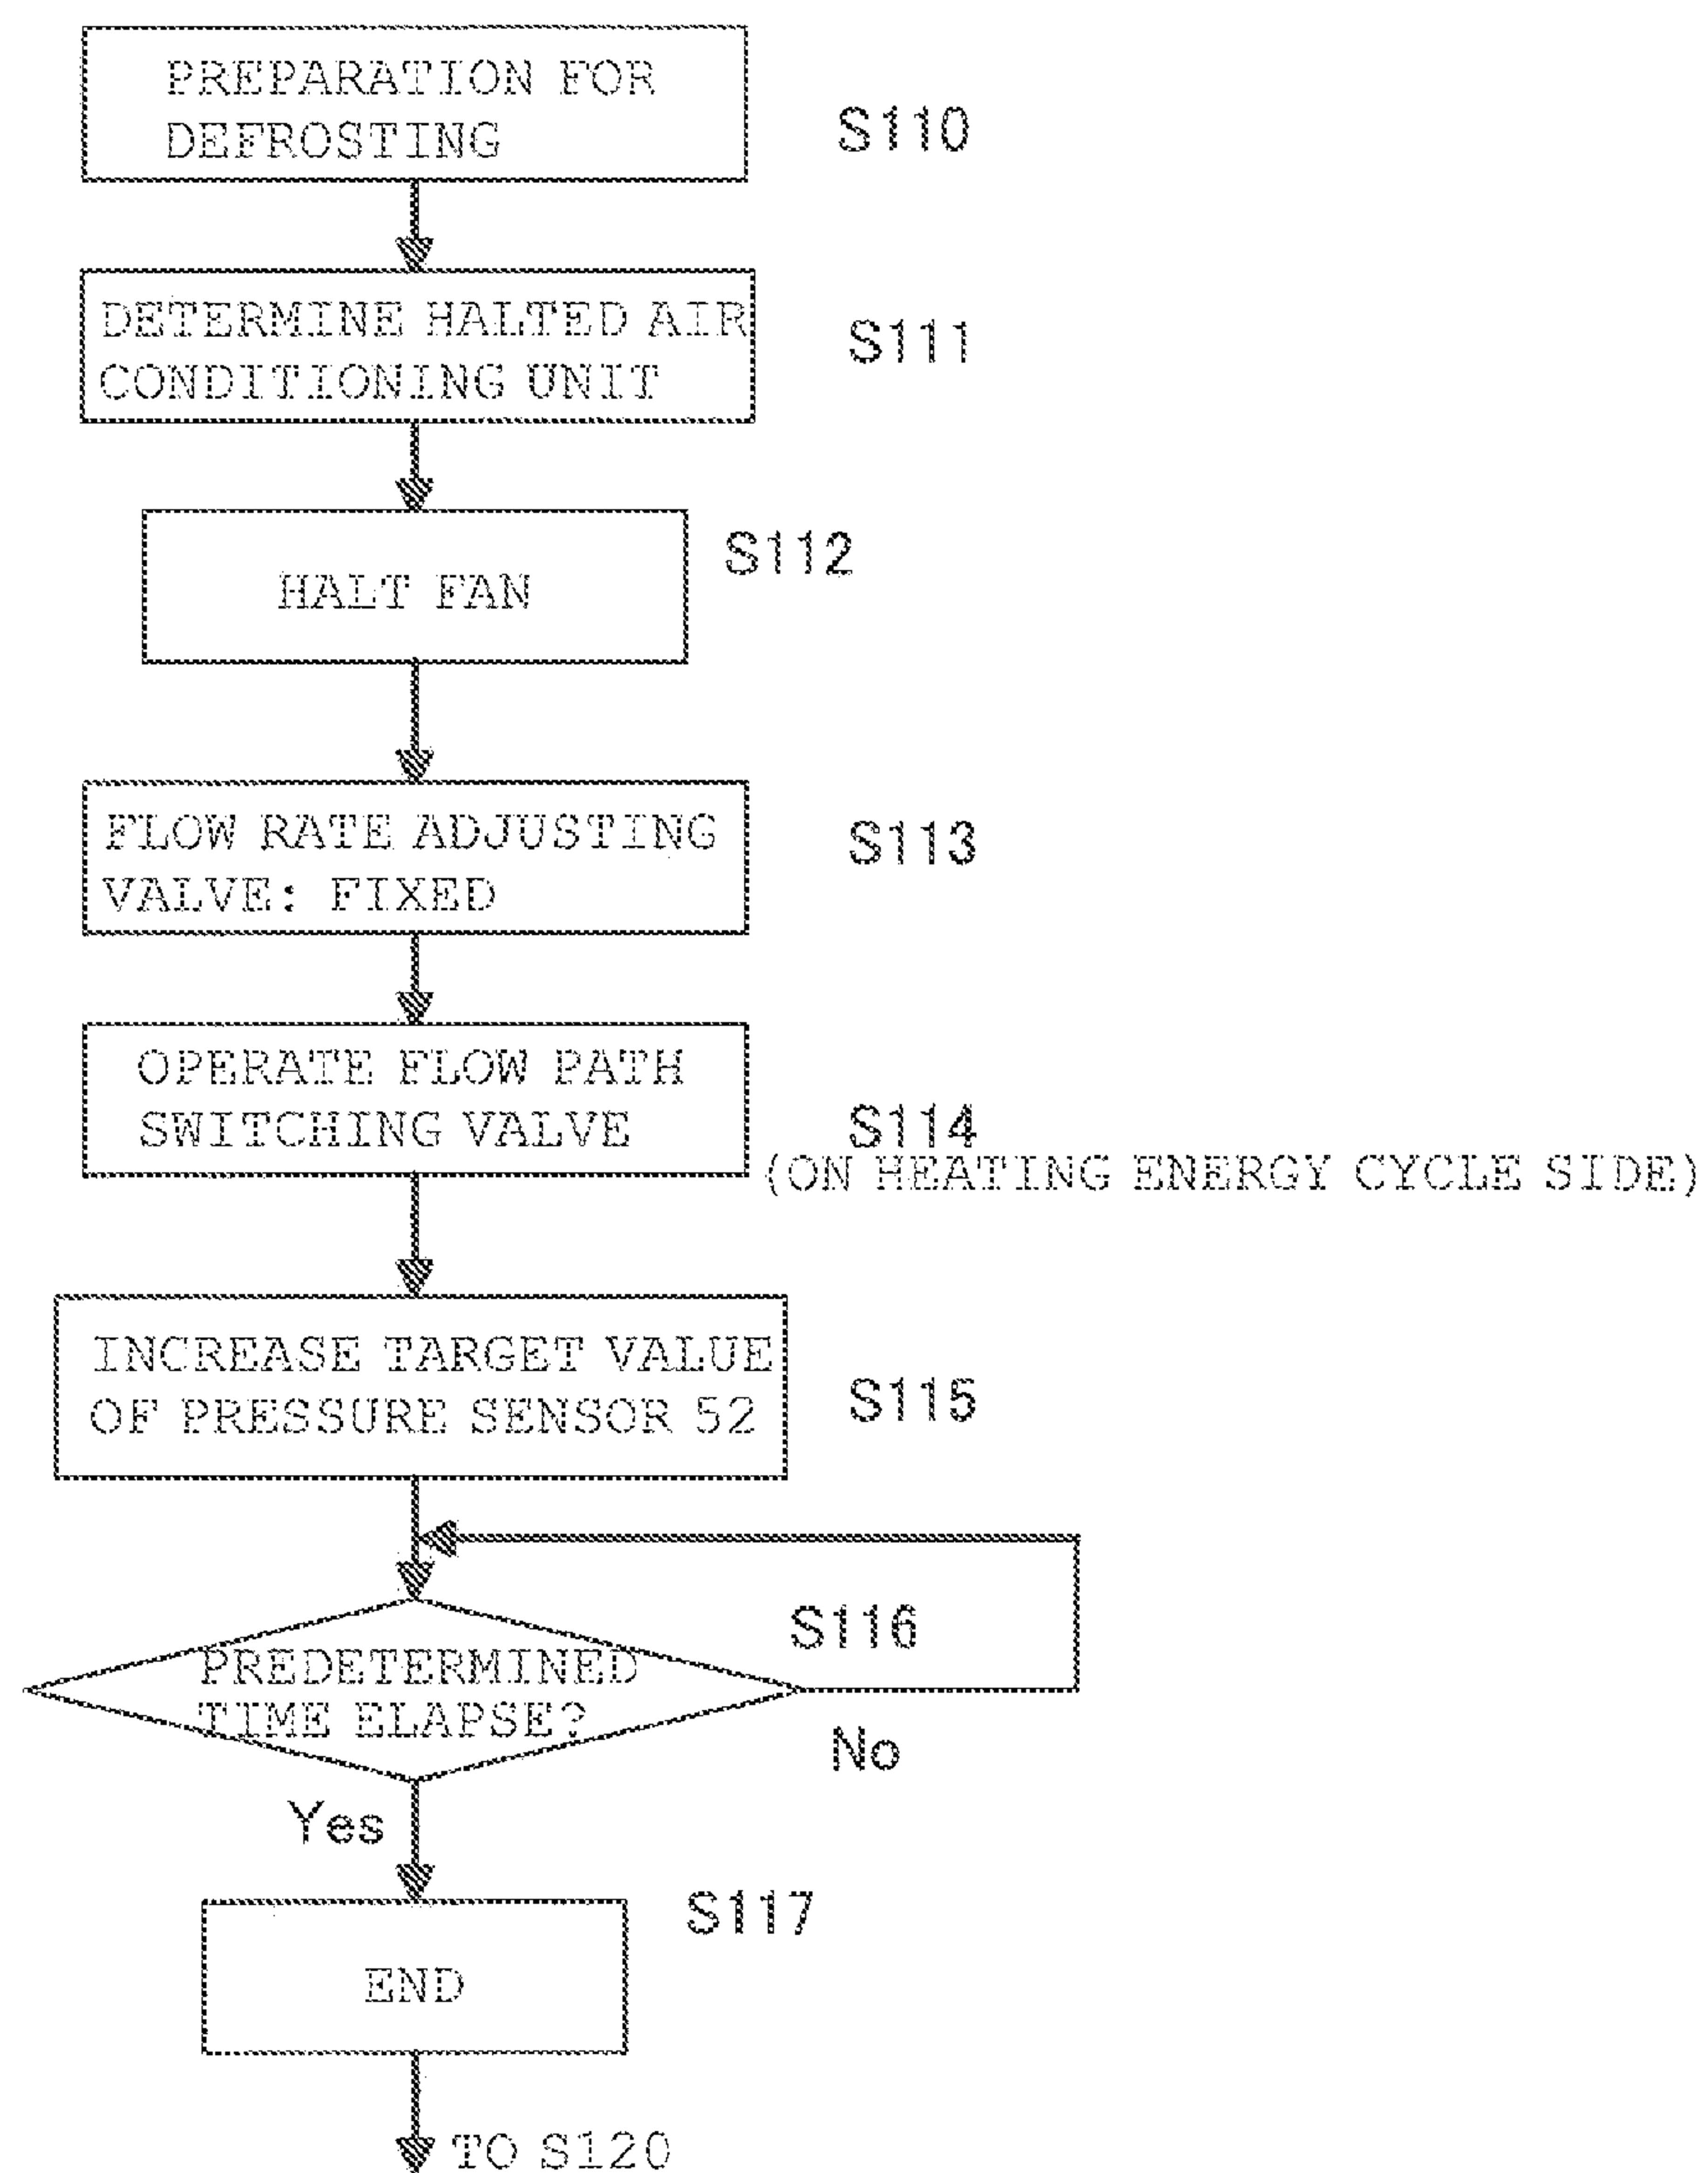 PREPARATION FOR
DEFROSTING
S110
DETERMINE HALTED AIR
CONDITIONING UNIT
S111
HALT FAN
S112
FLOW RATE ADJUSTING
VALVE: FIXED
S113
OPERATE FLOW PATH
SWITCHING VALVE
S114
(ON HEATING ENERGY CYCLE SIDE)
INCREASE TARGET VALUE
OF PRESSURE SENSOR 52
S115
PREDETERMINED
TIME ELAPSE?
S116
No
Yes
END
S117
TO S120